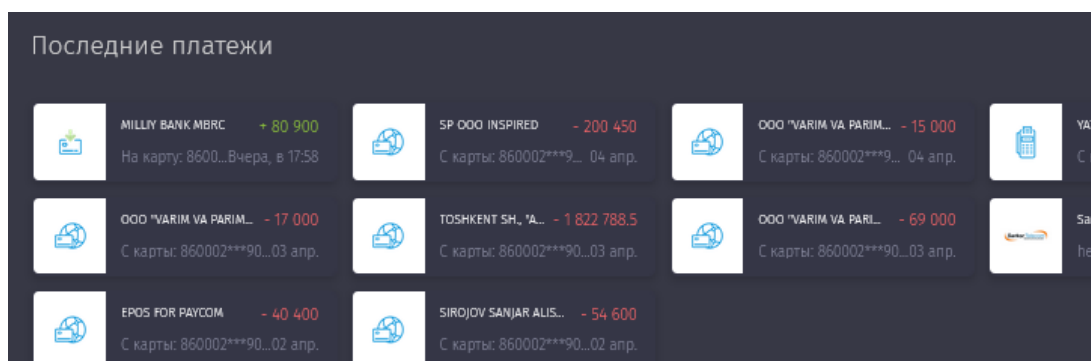 Последние платежи
MILLIY BANK MBRC + 80 900
На карту: 8600...Вчера, в 17:58
SP OOO INSPIRED - 200 450
С карты: 860002***9... 04 апр.
OOO "VARIM VA PARIM... - 15 000
С карты: 860002***9... 04 апр.
С
OOO "VARIM VA PARIM... - 17 000
С карты: 860002***90...03 апр.
TOSHKENT SH., "A... - 1 822 788.5
С карты: 860002***90...03 апр.
OOO "VARIM VA PARI... - 69 000
С карты: 860002***90...03 апр.
EPOS FOR PAYCOM - 40 400
С карты: 860002***90...02 апр.
SIROJOV SANJAR ALIS... - 54 600
С карты: 860002***90...02 апр.